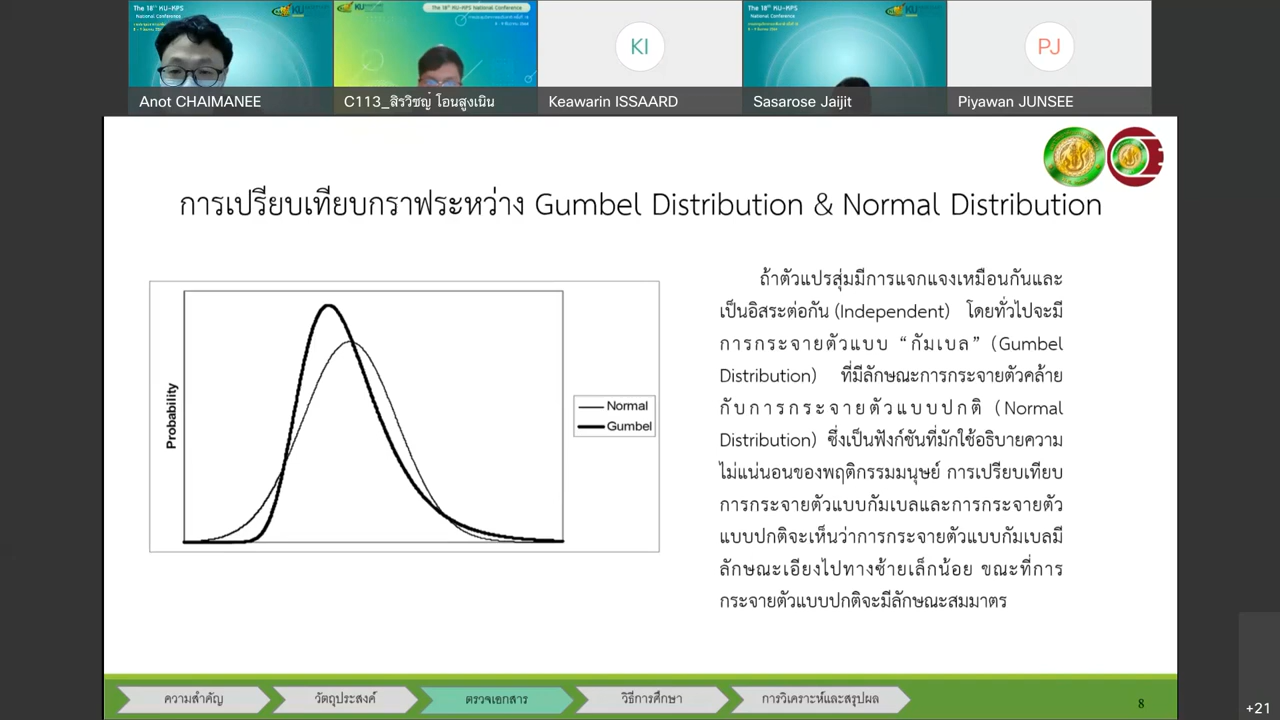 The 18th KU-KPS
National Conference
The 18th KU-KPS National Conference
The 18th KU-KPS
National Conference
KI
PJ
Anot CHAIMANEE
C113_สิรวิชญ์ โอนสูงเนิน
Keawarin ISSAARD
Sasarose Jaijit
Piyawan JUNSEE
การเปรียบเทียบกราฟระหว่าง Gumbel Distribution & Normal Distribution
Probability
Normal
Gumbel
ถ้าตัวแปรสุ่มมีการแจกแจงเหมือนกันและ
เป็นอิสระต่อกัน (Independent) โดยทั่วไปจะมี
การกระจายตัวแบบ “กัมเบล” (Gumbel
Distribution) ที่มีลักษณะการกระจายตัวคล้าย
กับการกระจายตัวแบบปกติ (Normal
Distribution) ซึ่งเป็นฟังก์ชันที่มักใช้อธิบายความ
ไม่แน่นอนของพฤติกรรมมนุษย์ การเปรียบเทียบ
การกระจายตัวแบบกัมเบลและการกระจายตัว
แบบปกติจะเห็นว่าการกระจายตัวแบบกัมเบลมี
ลักษณะเอียงไปทางซ้ายเล็กน้อย ขณะที่การ
กระจายตัวแบบปกติจะมีลักษณะสมมาตร
ความสำคัญ
วัตถุประสงค์
ตรวจเอกสาร
วิธีการศึกษา
การวิเคราะห์และสรุปผล
8
+21